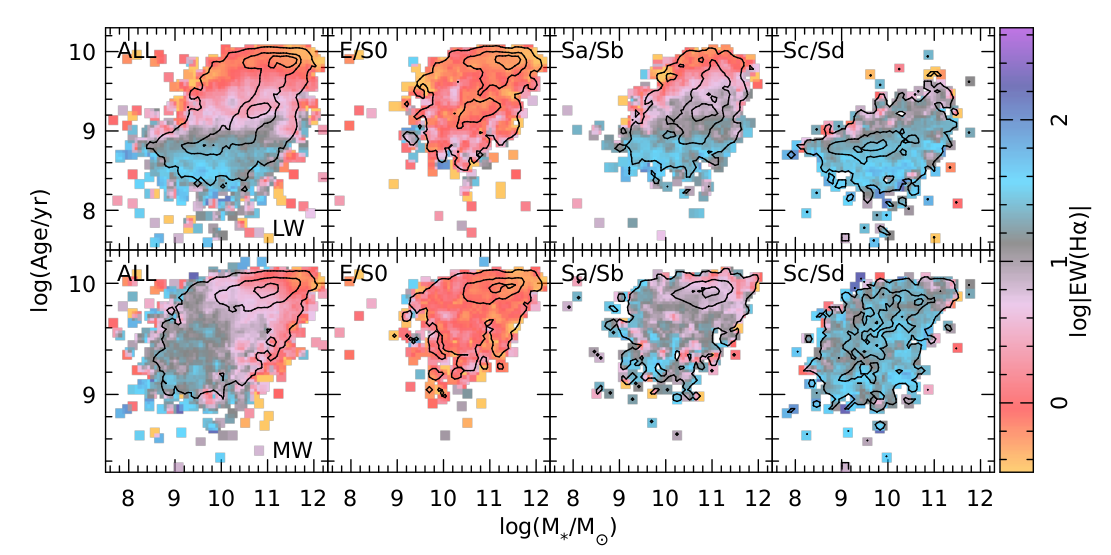 ALL E/S0 Sa/Sb Sc/Sd
10
9
8
LW
ALL E/S0 Sa/Sb Sc/Sd
10
9
MW
8 9 10 11 12 8 9 10 11 12 8 9 10 11 12 8 9 10 11 12
log(M*/M☉)
log(Age/yr)
2
1
0
log|EW(Hα)|